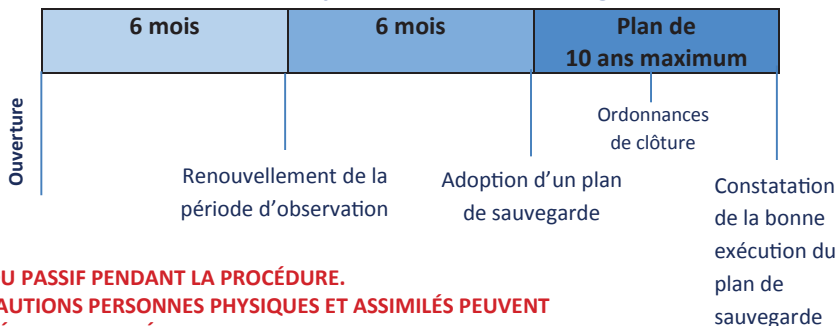 6 mois
6 mois
Plan de
10 ans maximum
Ouverture
Renouvellement de la
période d’observation
Adoption d’un plan
de sauvegarde
Ordonnances
de clôture
Constatation
de la bonne
exécution du
plan de
sauvegarde
U PASSIF PENDANT LA PROCÉDURE.
AUTIONS PERSONNES PHYSIQUES ET ASSIMILÉS PEUVENT